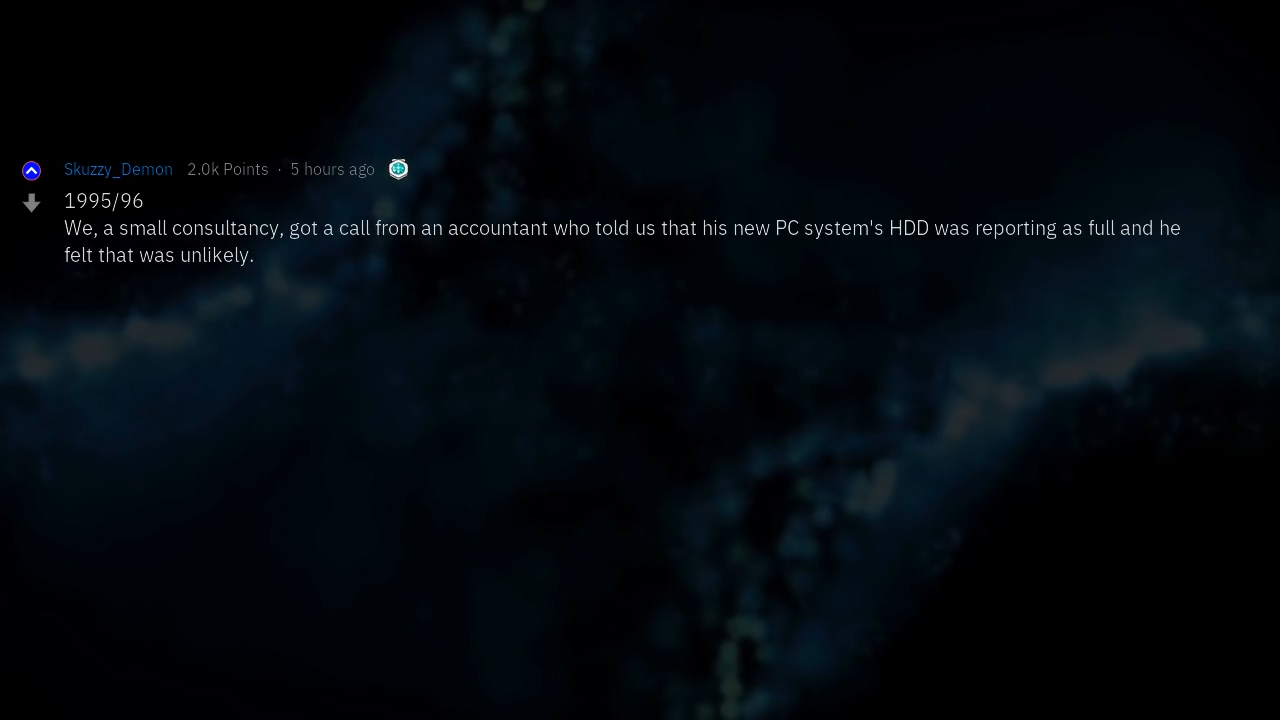 Skuzzy_Demon 2.0k Points · 5 hours ago
1995/96
We, a small consultancy, got a call from an accountant who told us that his new PC system's HDD was reporting as full and he
felt that was unlikely.